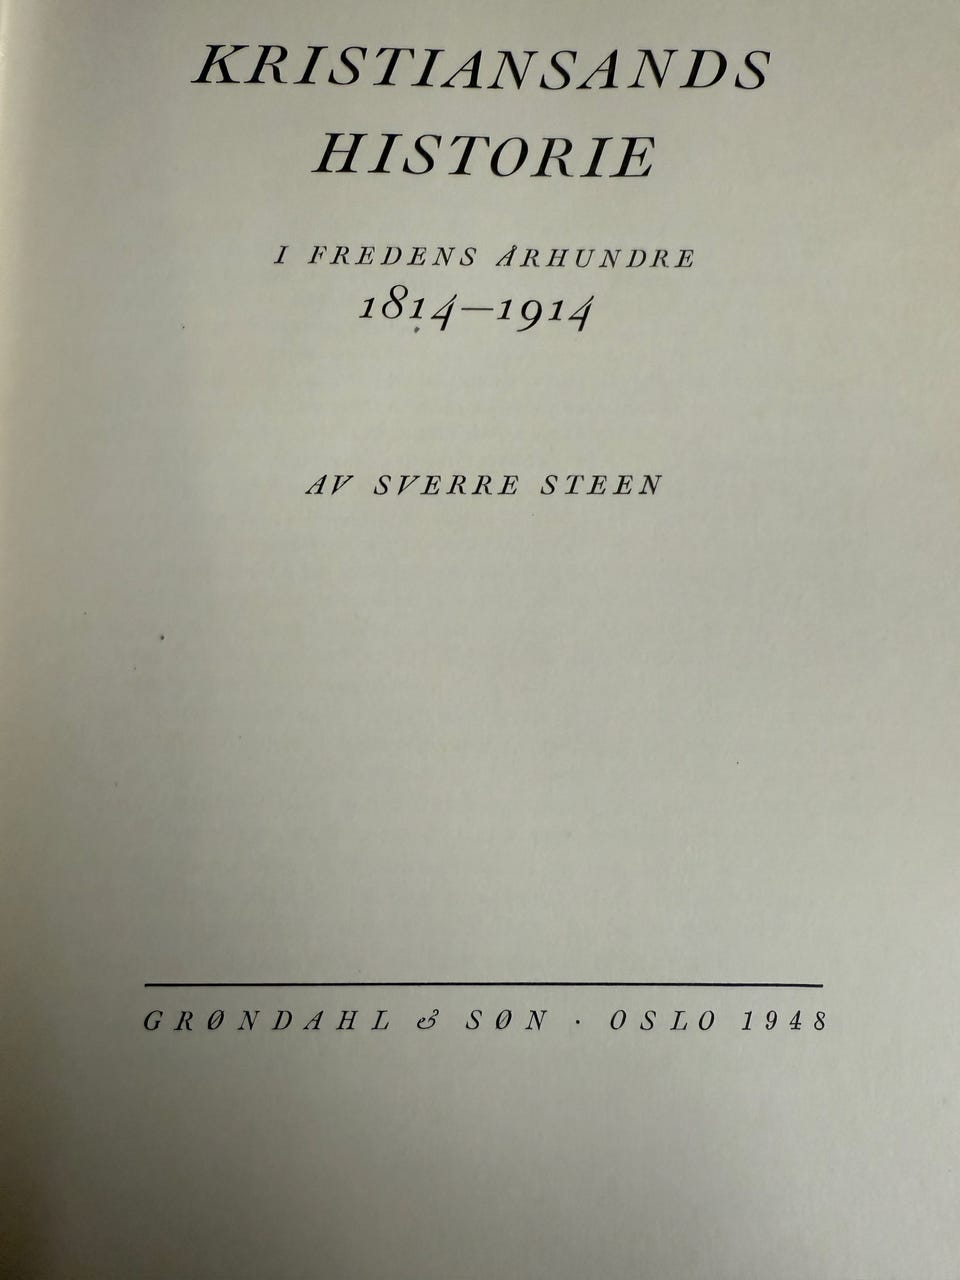 KRISTIANSANDS
HISTORIE
I FREDENS ÅRHUNDRE
1814—1914
AV SVERRE STEEN
GRØNDAHL & SØN · OSLO 1948